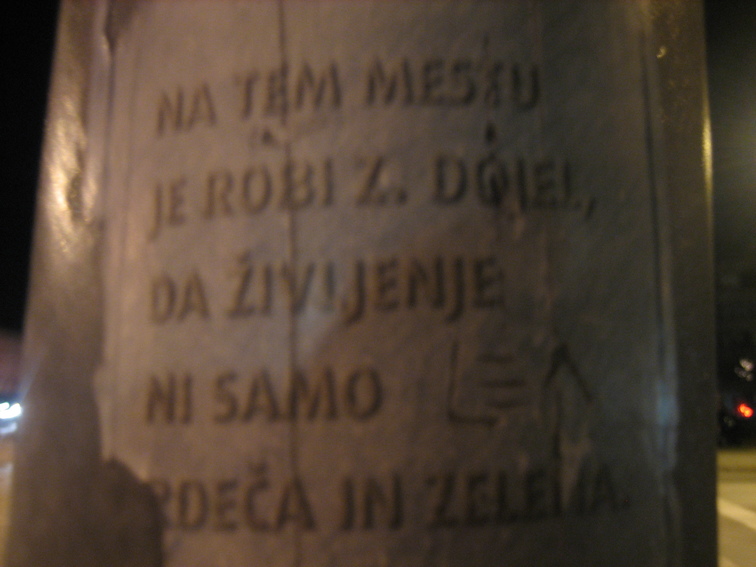 NA TEM MESTU
JE ROBI Z. DOJEL,
DA ŽIVLJENJE
NI SAMO
RDEČA IN ZELENA.